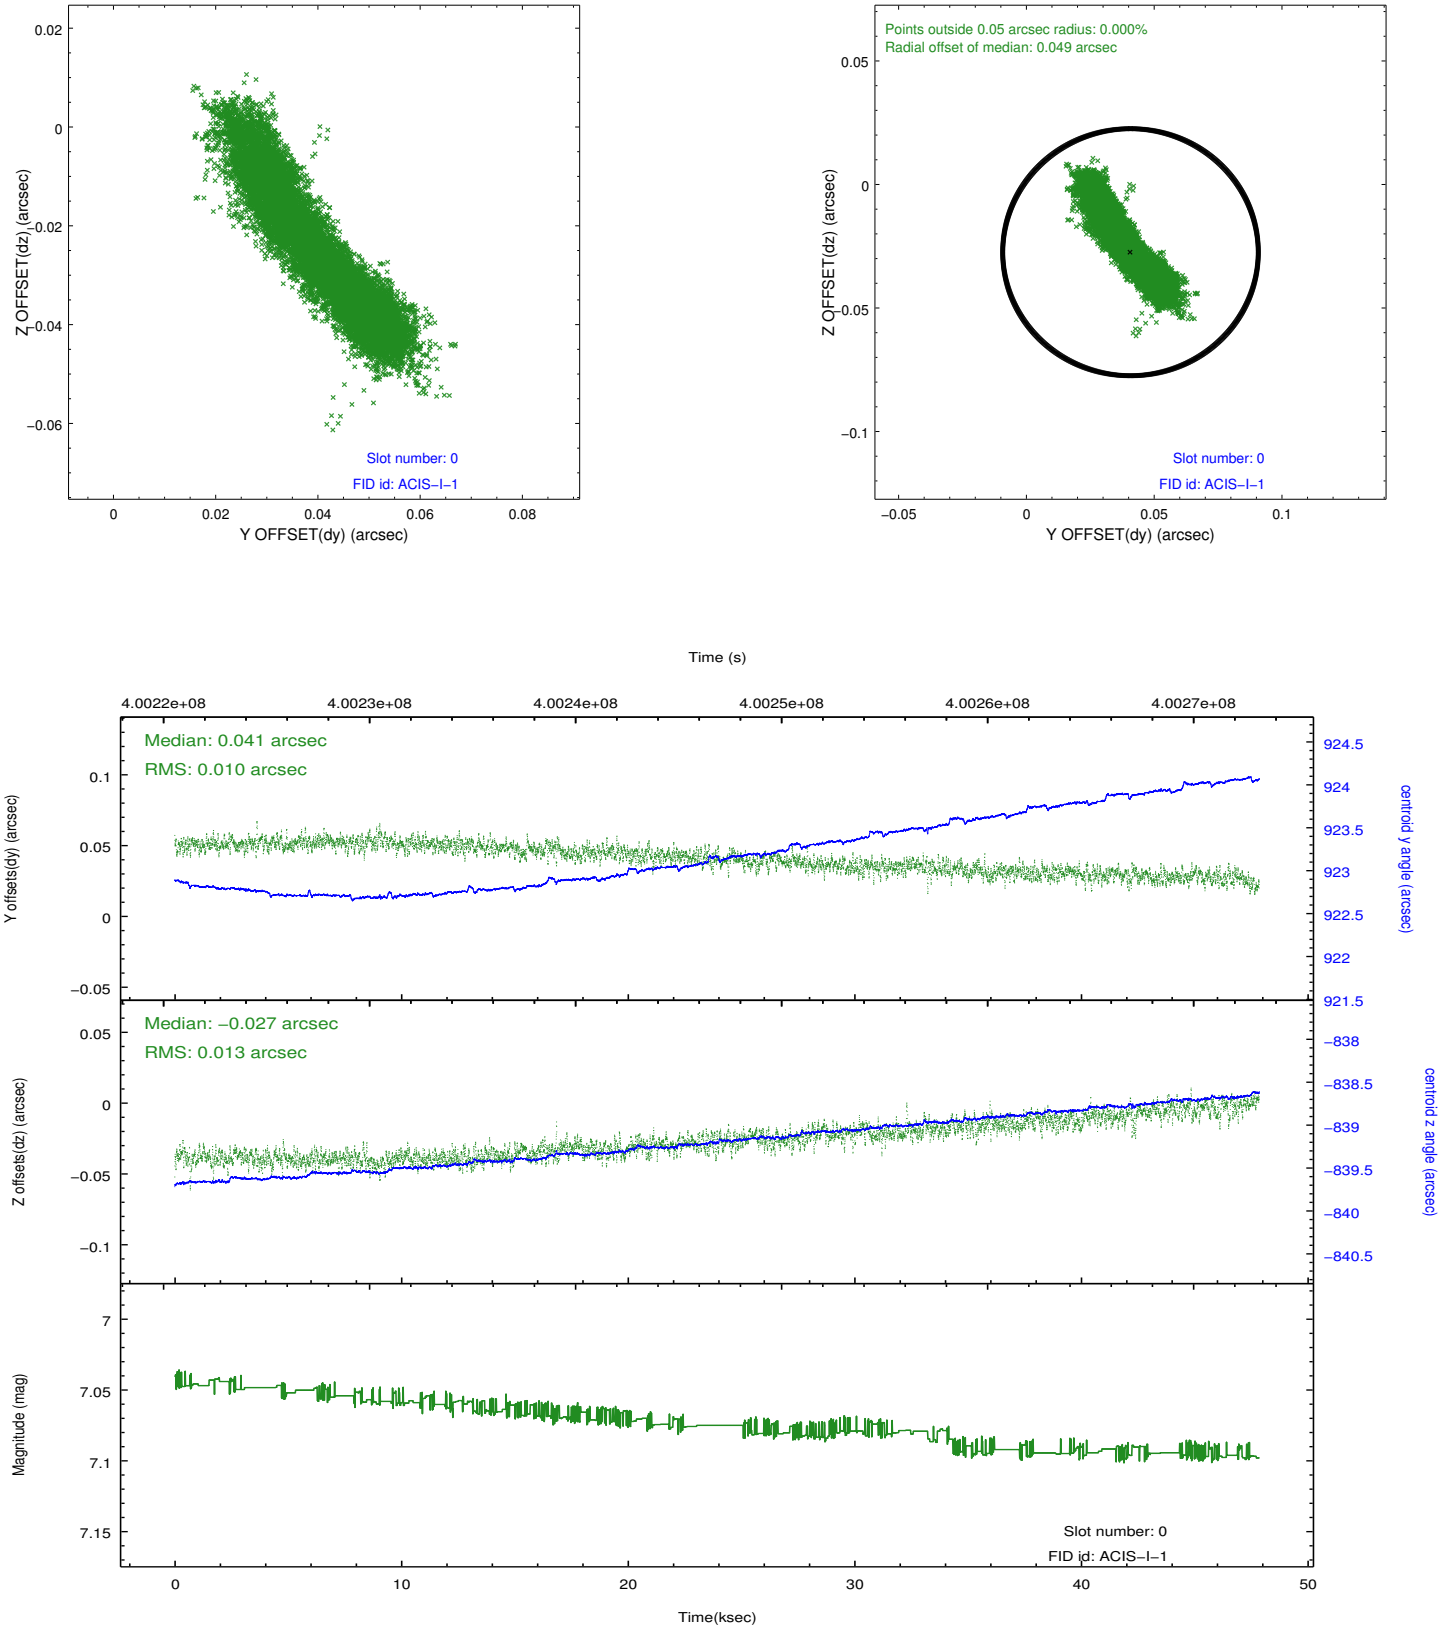 0.02
0
−0.02
−0.04
−0.06
Z OFFSET(dz) (arcsec)
Slot number: 0
FID id: ACIS−I−1
0
0.02
0.04
0.06
0.08
Y OFFSET(dy) (arcsec)
Points outside 0.05 arcsec radius: 0.000%
Radial offset of median: 0.049 arcsec
0.05
0
−0.05
−0.1
Z OFFSET(dz) (arcsec)
Slot number: 0
FID id: ACIS−I−1
−0.05
0
0.05
0.1
Y OFFSET(dy) (arcsec)
Time (s)
4.0022e+08
4.0023e+08
4.0024e+08
4.0025e+08
4.0026e+08
4.0027e+08
Median: 0.041 arcsec
RMS: 0.010 arcsec
0.1
0.05
0
−0.05
Y offsets(dy) (arcsec)
924.5
924
923.5
923
922.5
922
921.5
centroid y angle (arcsec)
Median: −0.027 arcsec
RMS: 0.013 arcsec
0.05
0
−0.05
−0.1
Z offsets(dz) (arcsec)
−838
−838.5
−839
−839.5
−840
−840.5
centroid z angle (arcsec)
7
7.05
7.1
7.15
Magnitude (mag)
Slot number: 0
FID id: ACIS−I−1
0
10
20
30
40
50
Time(ksec)